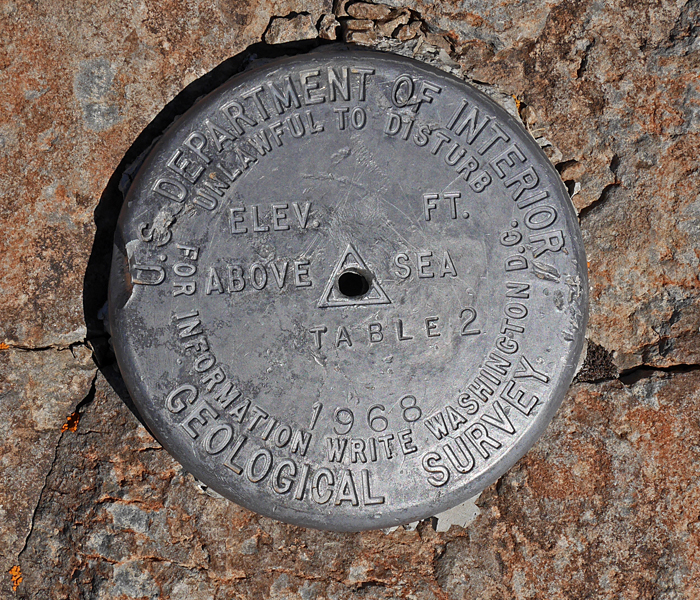 U.S. DEPARTMENT OF INTERIOR
UNLAWFUL TO DISTURB
ELEV. FT.
ABOVE SEA
TABLE 2
1968
FOR INFORMATION WRITE WASHINGTON D.C.
GEOLOGICAL SURVEY.